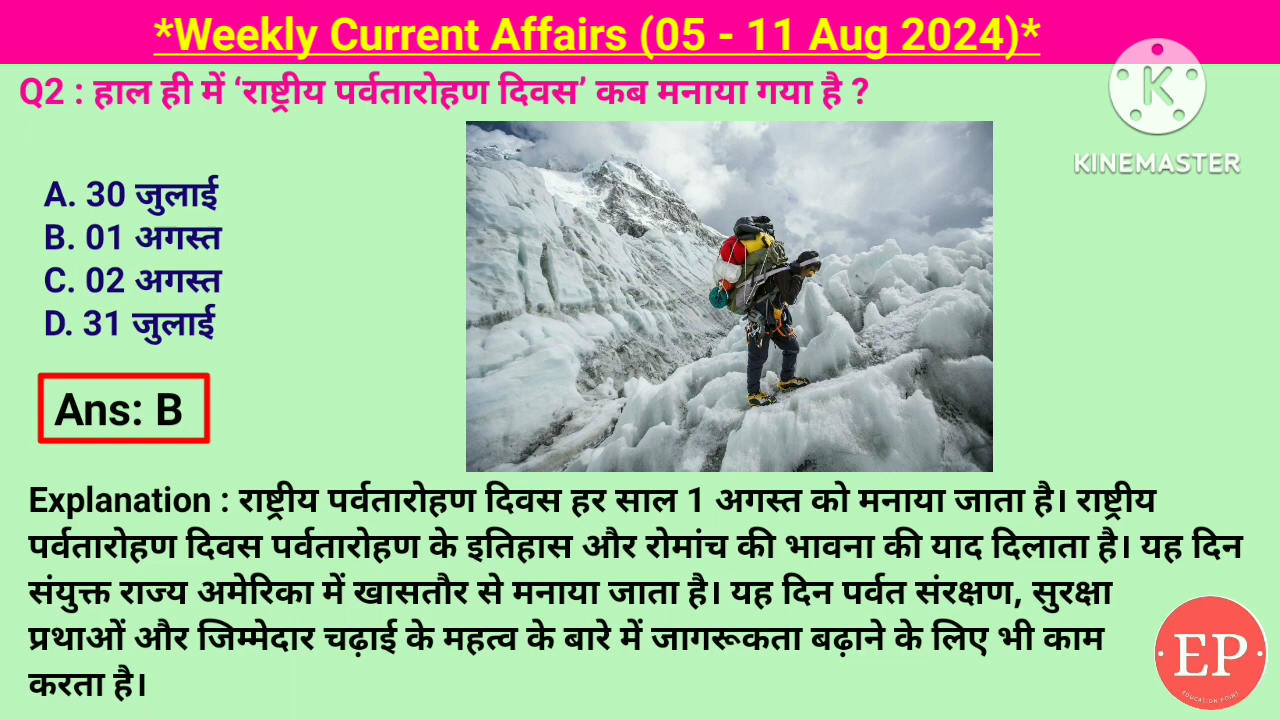 *Weekly Current Affairs (05 - 11 Aug 2024)*
Q2 : हाल ही में ‘राष्ट्रीय पर्वतारोहण दिवस’ कब मनाया गया है ?
K
KINEMASTER
A. 30 जुलाई
B. 01 अगस्त
C. 02 अगस्त
D. 31 जुलाई
Ans: B
Explanation : राष्ट्रीय पर्वतारोहण दिवस हर साल 1 अगस्त को मनाया जाता है। राष्ट्रीय
पर्वतारोहण दिवस पर्वतारोहण के इतिहास और रोमांच की भावना की याद दिलाता है। यह दिन
संयुक्त राज्य अमेरिका में खासतौर से मनाया जाता है। यह दिन पर्वत संरक्षण, सुरक्षा
प्रथाओं और जिम्मेदार चढ़ाई के महत्व के बारे में जागरूकता बढ़ाने के लिए भी काम
करता है।
EP
EDUCATION POINT